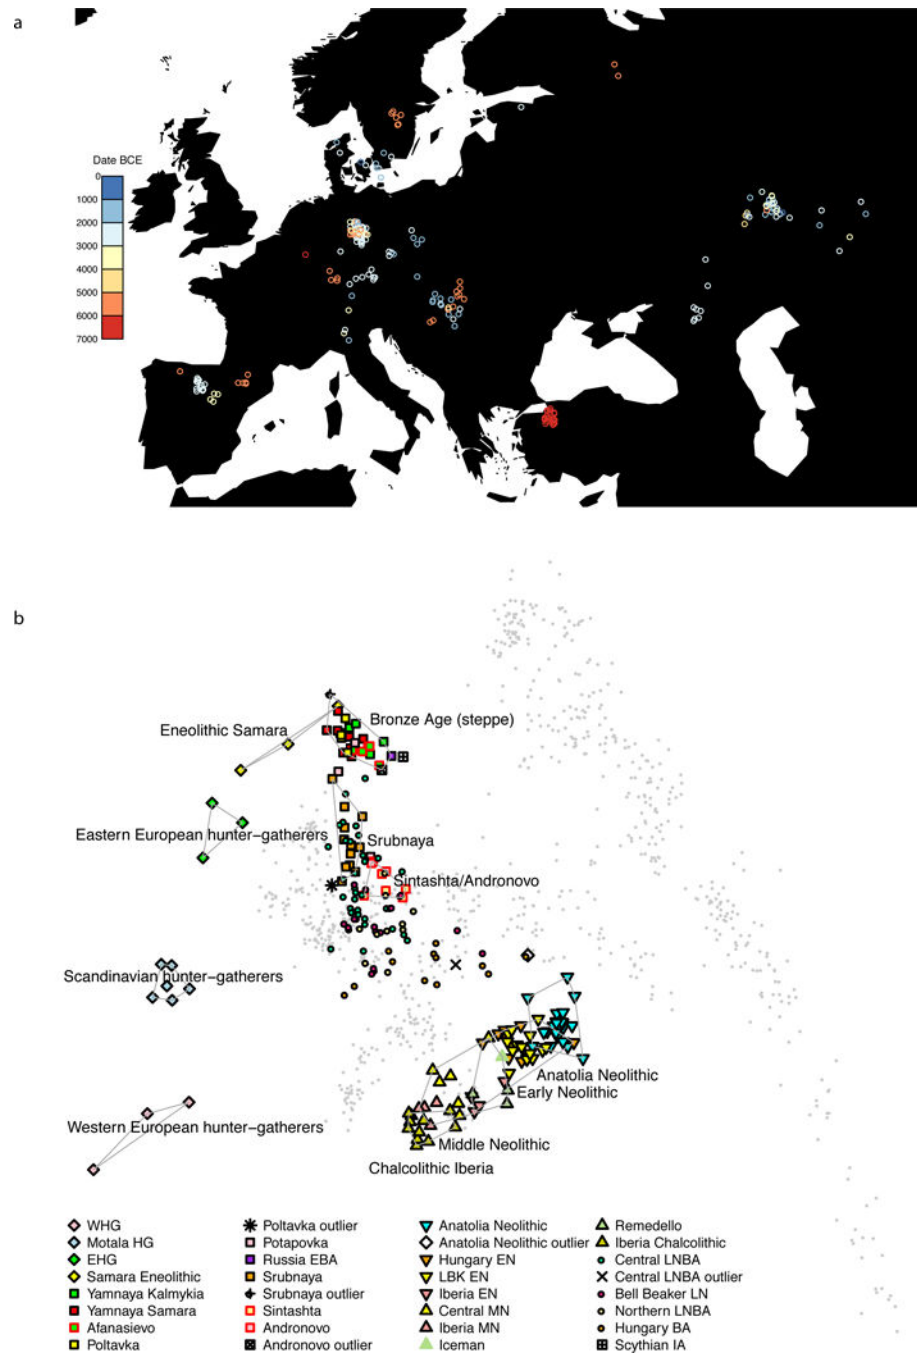 a
Date BCE
0
1000
2000
3000
4000
5000
6000
7000
b
Bronze Age (steppe)
Eneolithic Samara
Eastern European hunter−gatherers
Srubnaya
Sintashta/Andronovo
Scandinavian hunter−gatherers
Anatolia Neolithic
Early Neolithic
Western European hunter−gatherers
Middle Neolithic
Chalcolithic Iberia
WHG
Motala HG
EHG
Samara Eneolithic
Yamnaya Kalmykia
Yamnaya Samara
Afanasievo
Poltavka
Poltavka outlier
Potapovka
Russia EBA
Srubnaya
Srubnaya outlier
Sintashta
Andronovo
Andronovo outlier
Anatolia Neolithic
Anatolia Neolithic outlier
Hungary EN
LBK EN
Iberia EN
Central MN
Iberia MN
Iceman
Remedello
Iberia Chalcolithic
Central LNBA
Central LNBA outlier
Bell Beaker LN
Northern LNBA
Hungary BA
Scythian IA